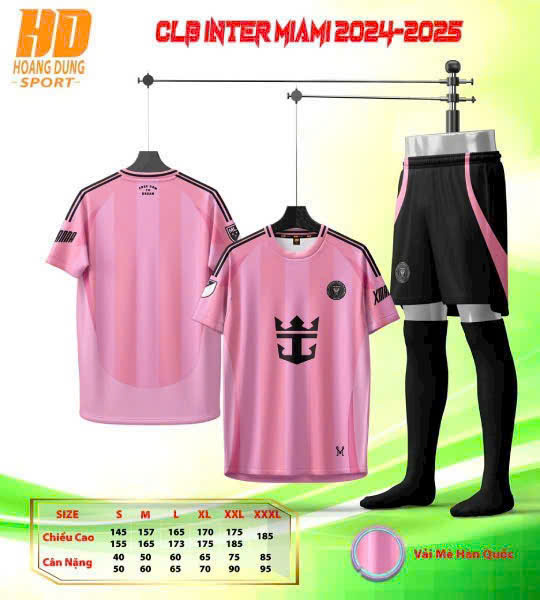 HD
HOANG DUNG
SPORT
CLB INTER MIAMI 2024-2025
SIZE S M L XL XXL XXXL
Chiều Cao 145 157 165 170 175 185
155 165 173 175 185
Cân Nặng 40 50 60 65 75 85
50 60 65 70 90 95
Vải Mè Hàn Quốc